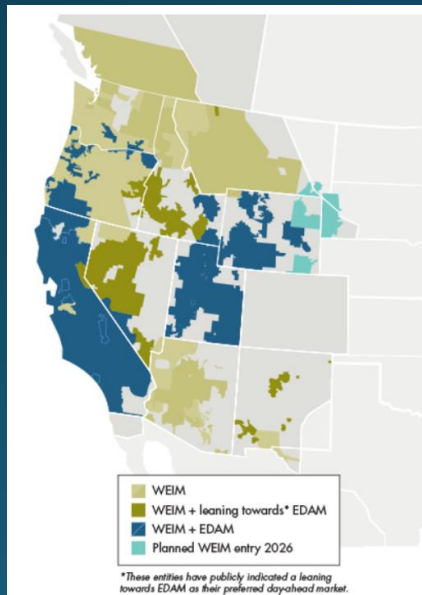 WEIM
WEIM + leaning towards* EDAM
WEIM + EDAM
Planned WEIM entry 2026
*These entities have publicly indicated a leaning
towards EDAM as their preferred day-ahead market.